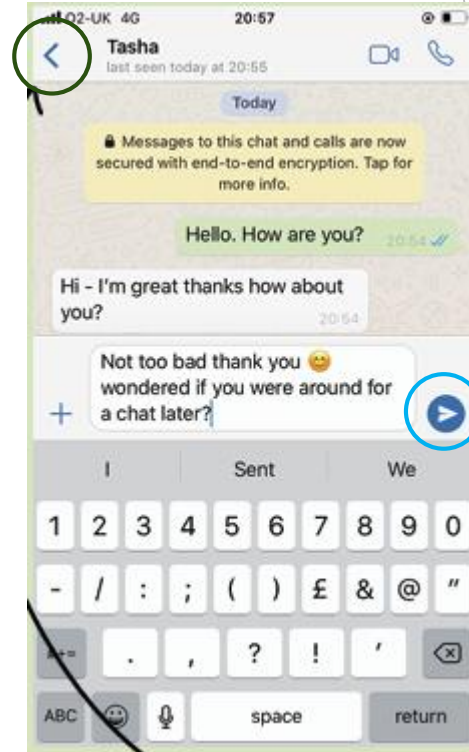 O2-UK 4G 20:57
Tasha
last seen today at 20:55
Today
Messages to this chat and calls are now
secured with end-to-end encryption. Tap for
more info.
Hello. How are you? 20:54
Hi - I'm great thanks how about
you? 20:54
Not too bad thank you 😊
wondered if you were around for
a chat later?
I Sent We
1 2 3 4 5 6 7 8 9 0
- / : ; ( ) £ & @ "
. , ? ! '
ABC space return